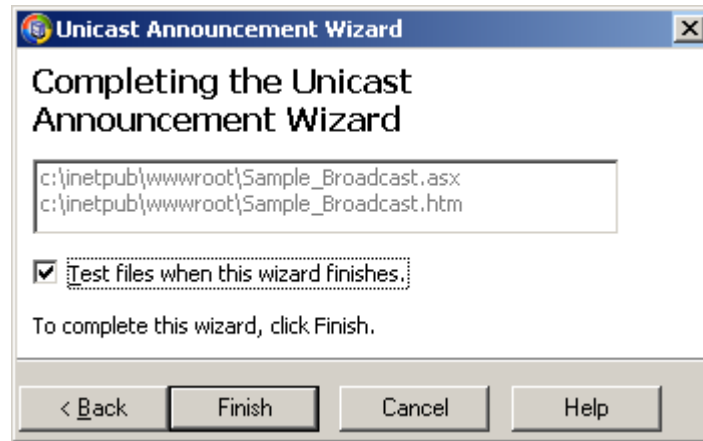 Unicast Announcement Wizard
Completing the Unicast
Announcement Wizard
c:\inetpub\wwwroot\Sample_Broadcast.asx
c:\inetpub\wwwroot\Sample_Broadcast.htm
Test files when this wizard finishes.
To complete this wizard, click Finish.
< Back Finish Cancel Help